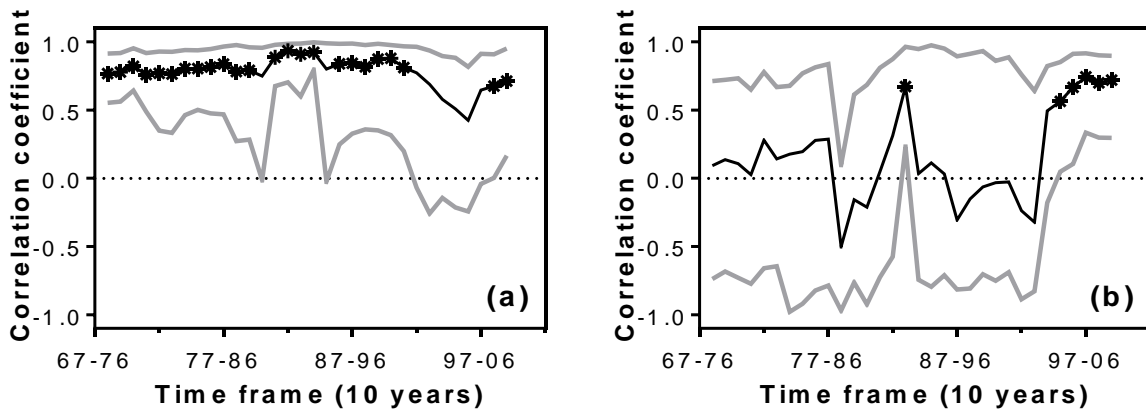 Correlation coefficient
1.0
0.5
0.0
-0.5
-1.0
(a)
67-76 77-86 87-96 97-06
Time frame (10 years)
Correlation coefficient
1.0
0.5
0.0
-0.5
-1.0
(b)
67-76 77-86 87-96 97-06
Time frame (10 years)